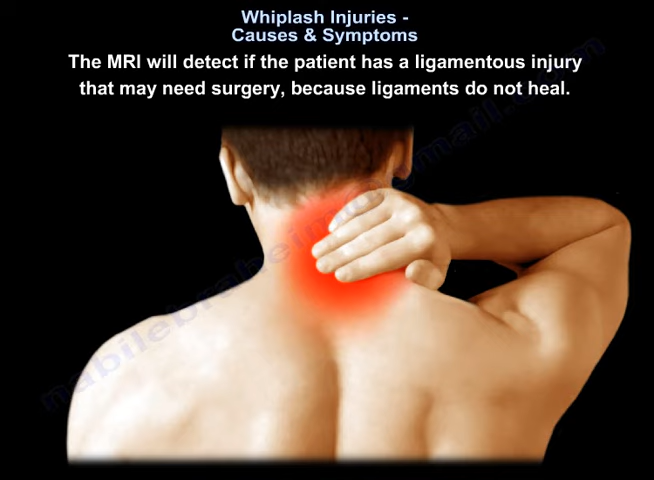 Whiplash Injuries -
Causes & Symptoms
The MRI will detect if the patient has a ligamentous injury
that may need surgery, because ligaments do not heal.